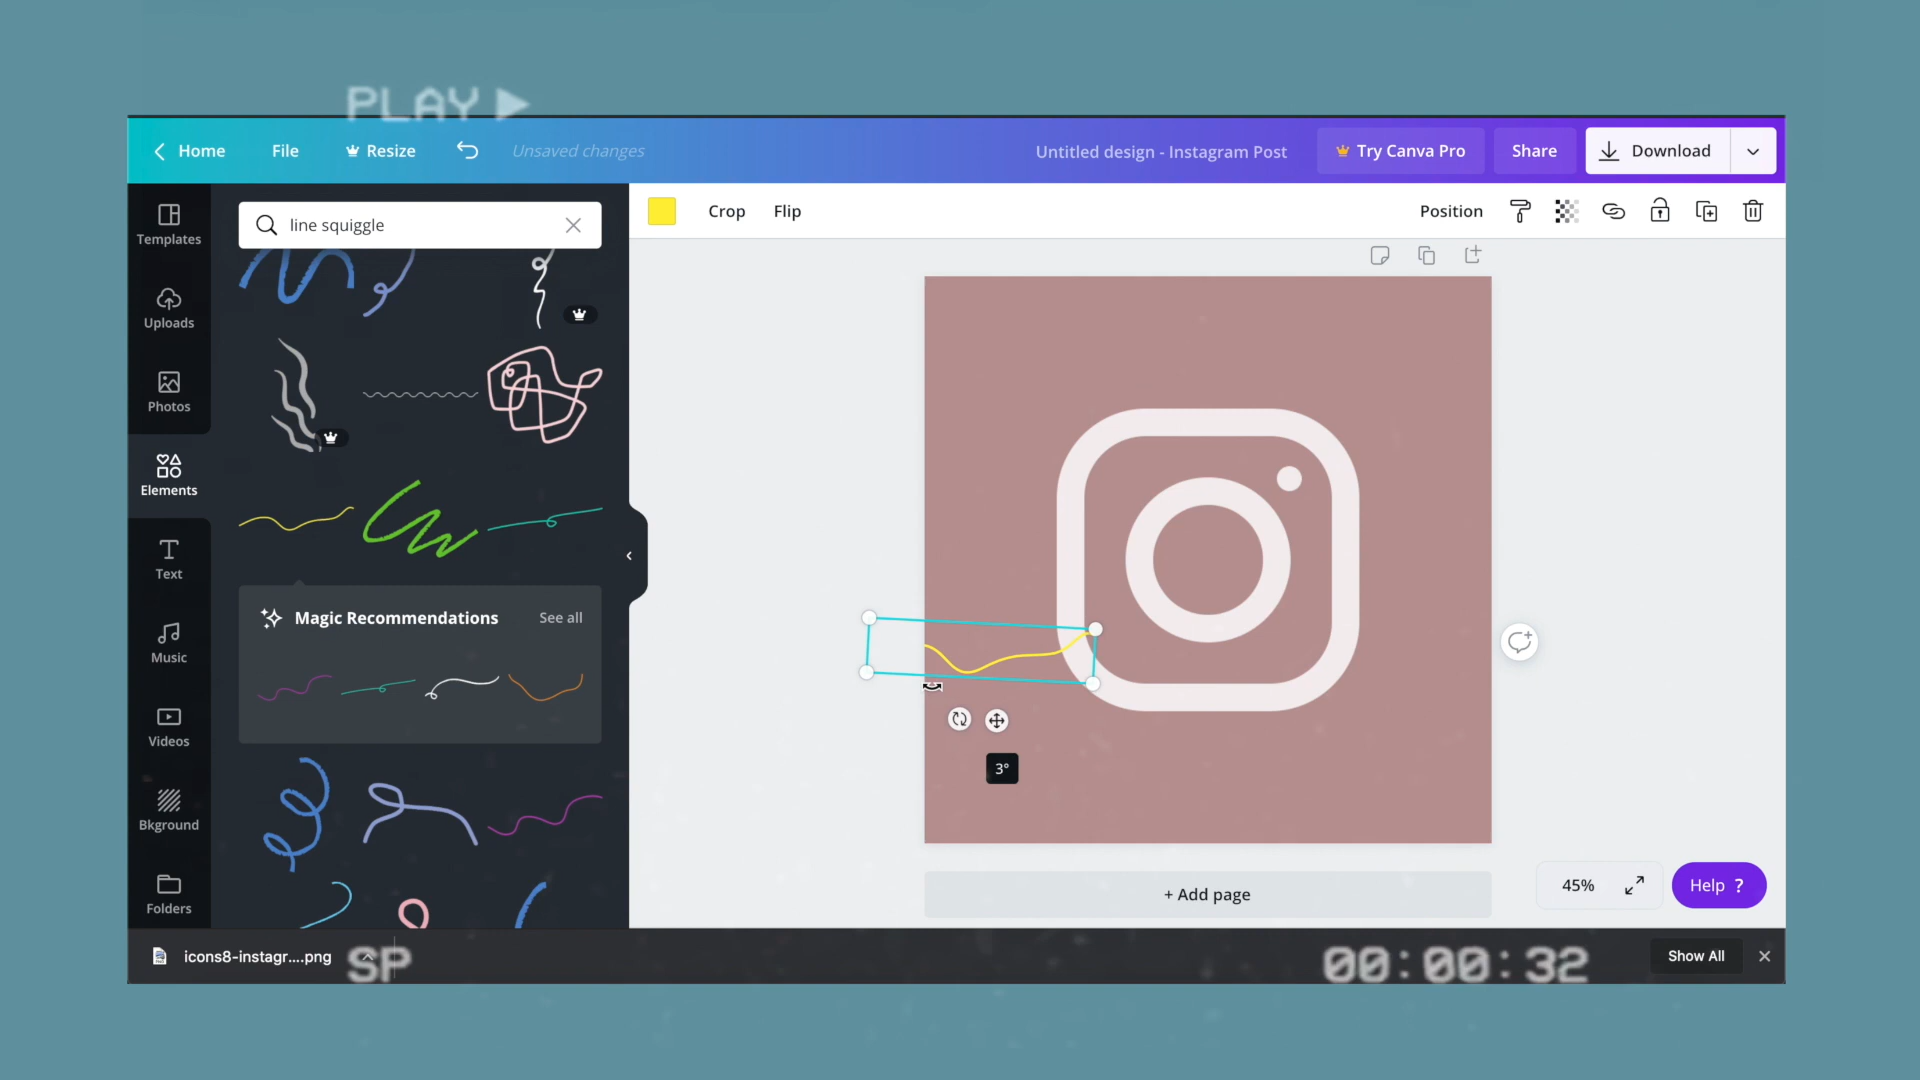 PLAY
Home
File
Resize
Unsaved changes
Untitled design - Instagram Post
Try Canva Pro
Share
Download
Templates
Uploads
Photos
Elements
Text
Music
Videos
Bkground
Folders
line squiggle
Crop
Flip
Position
Magic Recommendations
See all
3°
+ Add page
45%
Help ?
icons8-instagr....png
SP
00:00:32
Show All